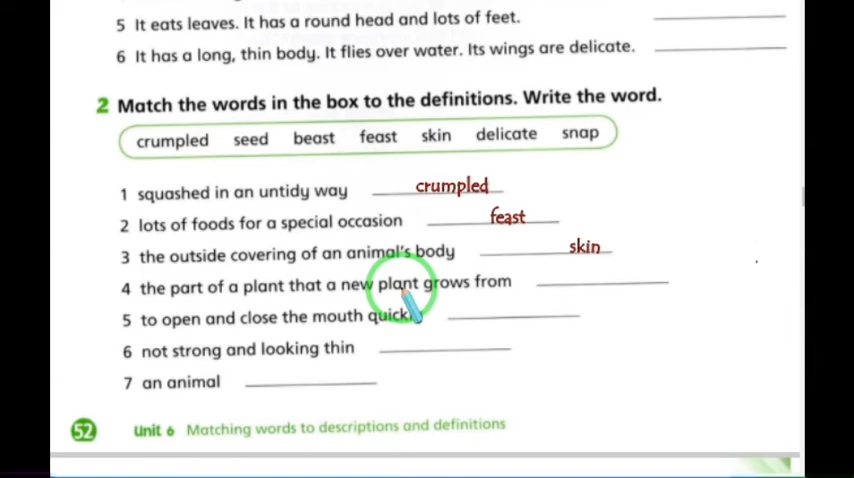 5 It eats leaves. It has a round head and lots of feet.
6 It has a long, thin body. It flies over water. Its wings are delicate.
2 Match the words in the box to the definitions. Write the word.
crumpled seed beast feast skin delicate snap
1 squashed in an untidy way crumpled
2 lots of foods for a special occasion feast
3 the outside covering of an animal's body skin
4 the part of a plant that a new plant grows from
5 to open and close the mouth quickly
6 not strong and looking thin
7 an animal
52 Unit 6 Matching words to descriptions and definitions